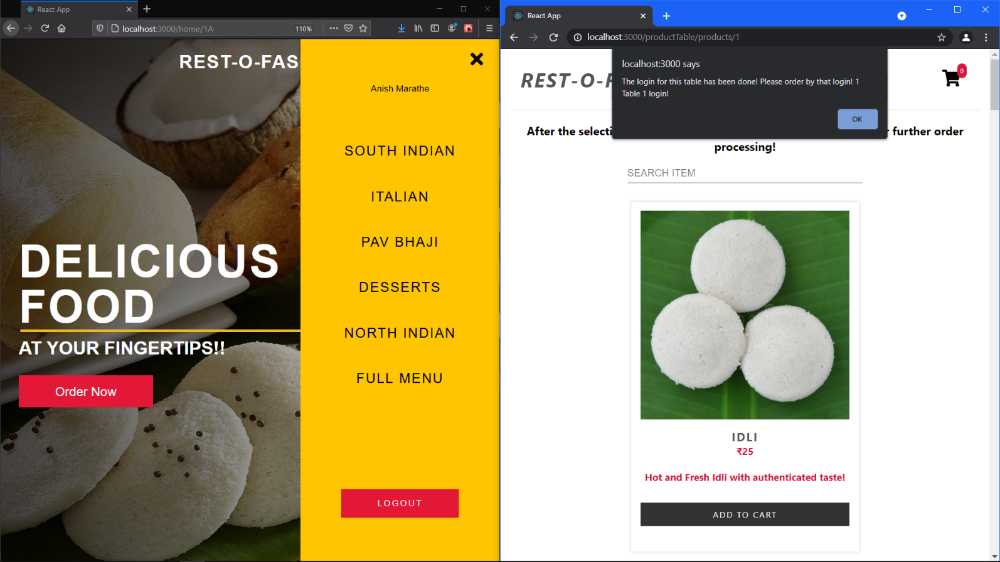 React App
localhost:3000/home/1A
110%
REST-O-FAS
Anish Marathe
SOUTH INDIAN
ITALIAN
PAV BHAJI
DESSERTS
NORTH INDIAN
FULL MENU
LOGOUT
DELICIOUS
FOOD
AT YOUR FINGERTIPS!!
Order Now
React App
localhost:3000/productTable/products/1
localhost:3000 says
The login for this table has been done! Please order by that login! 1
Table 1 login!
OK
REST-O-F
0
After the selecti r further order
processing!
SEARCH ITEM
IDLI
₹25
Hot and Fresh Idli with authenticated taste!
ADD TO CART